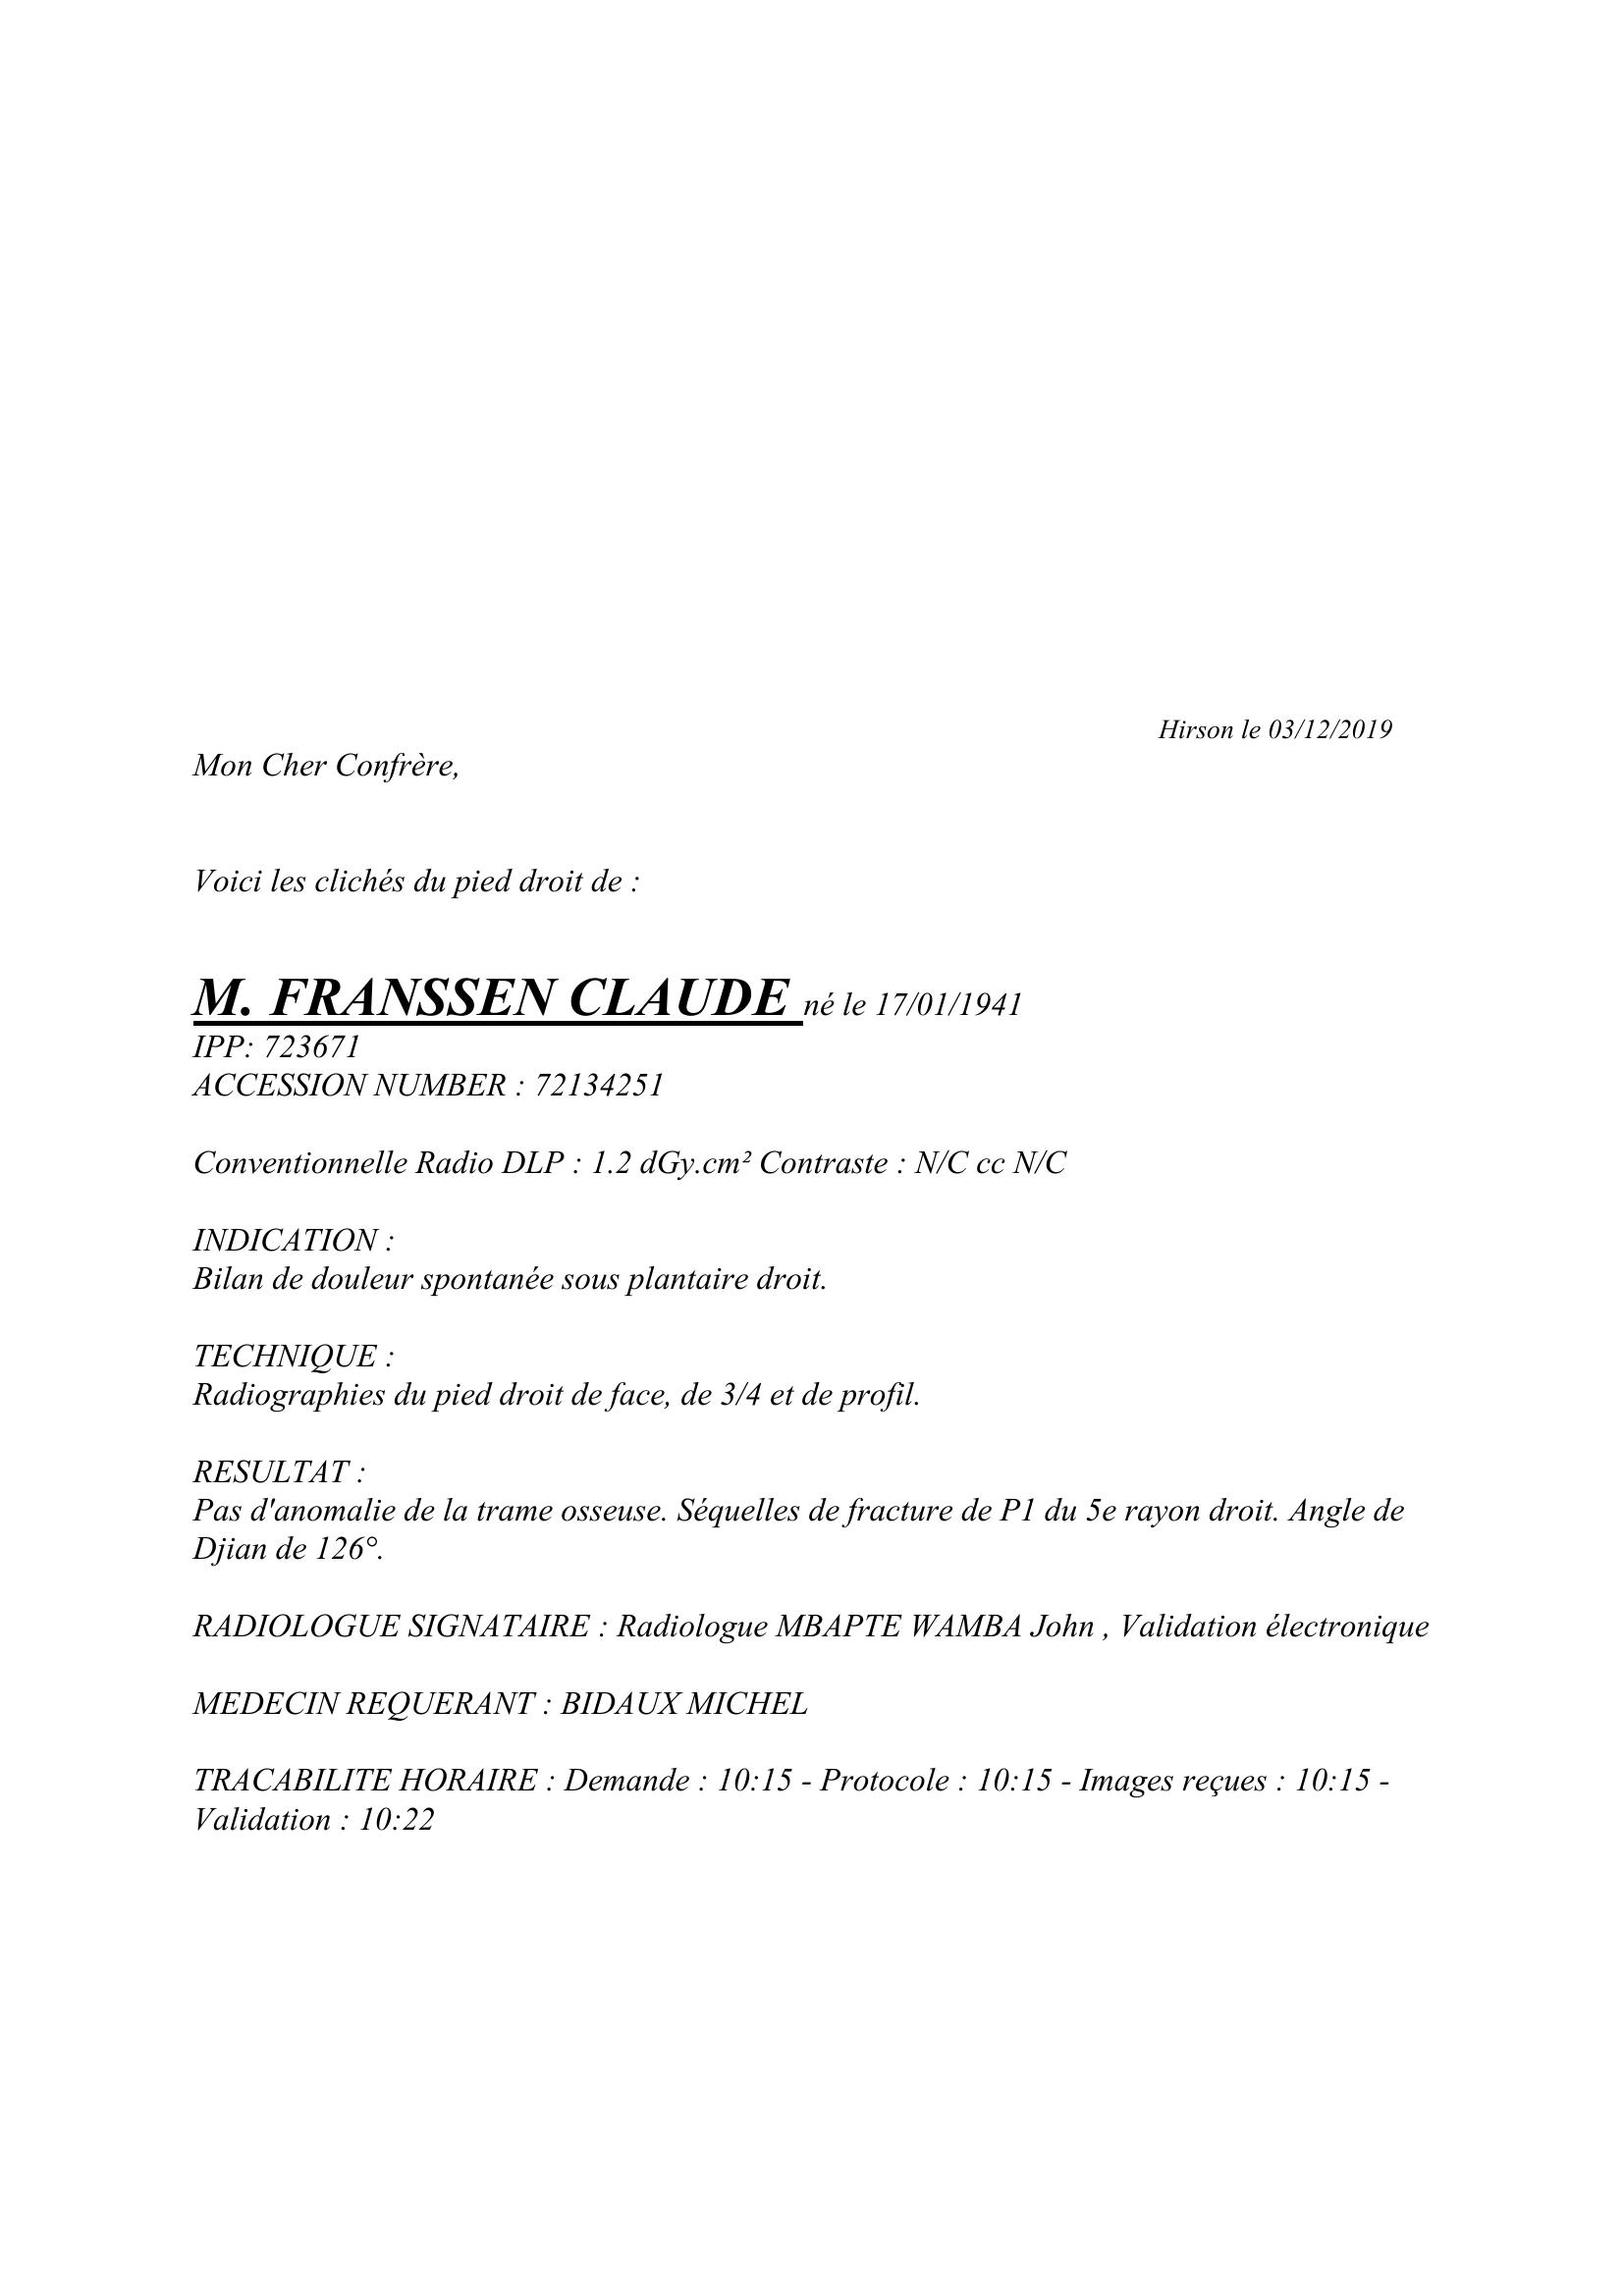 Hirson le 03/12/2019
Mon Cher Confrère,
Voici les clichés du pied droit de :
M. FRANSSEN CLAUDE né le 17/01/1941
IPP: 723671
ACCESSION NUMBER : 72134251
Conventionnelle Radio DLP : 1.2 dGy.cm² Contraste : N/C cc N/C
INDICATION :
Bilan de douleur spontanée sous plantaire droit.
TECHNIQUE :
Radiographies du pied droit de face, de 3/4 et de profil.
RESULTAT :
Pas d'anomalie de la trame osseuse. Séquelles de fracture de P1 du 5e rayon droit. Angle de
Djian de 126°.
RADIOLOGUE SIGNATAIRE : Radiologue MBAPTE WAMBA John , Validation électronique
MEDECIN REQUERANT : BIDAUX MICHEL
TRACABILITE HORAIRE : Demande : 10:15 - Protocole : 10:15 - Images reçues : 10:15 -
Validation : 10:22